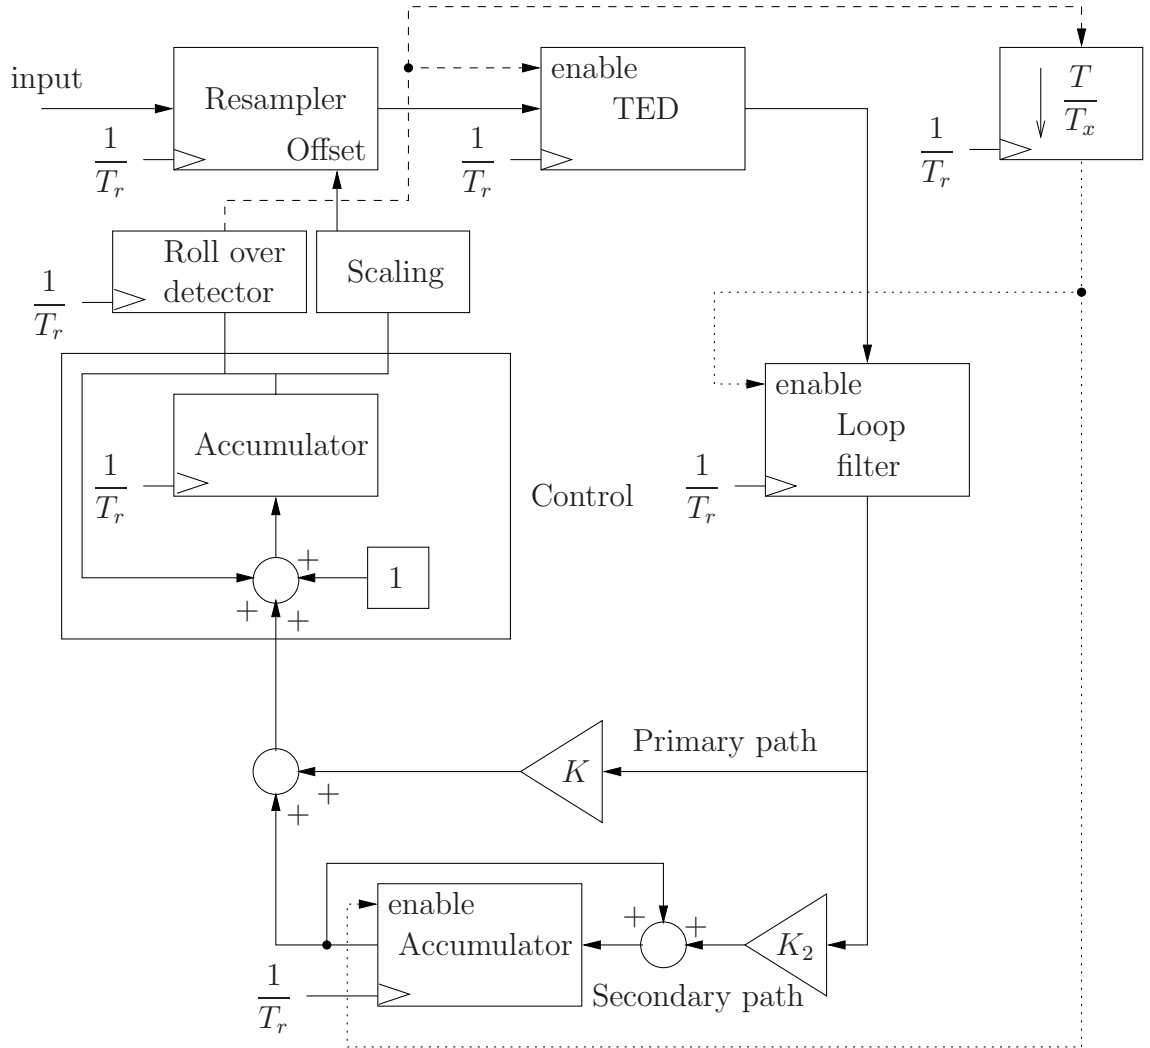 input
Resampler
Offset
1/T_r
enable
TED
1/T_r
↓ T/T_x
1/T_r
Roll over
detector
1/T_r
Scaling
enable
Loop
filter
1/T_r
Accumulator
1/T_r
Control
+
1
+
+
Primary path
K
+
+
enable
Accumulator
1/T_r
+
+
K_2
Secondary path